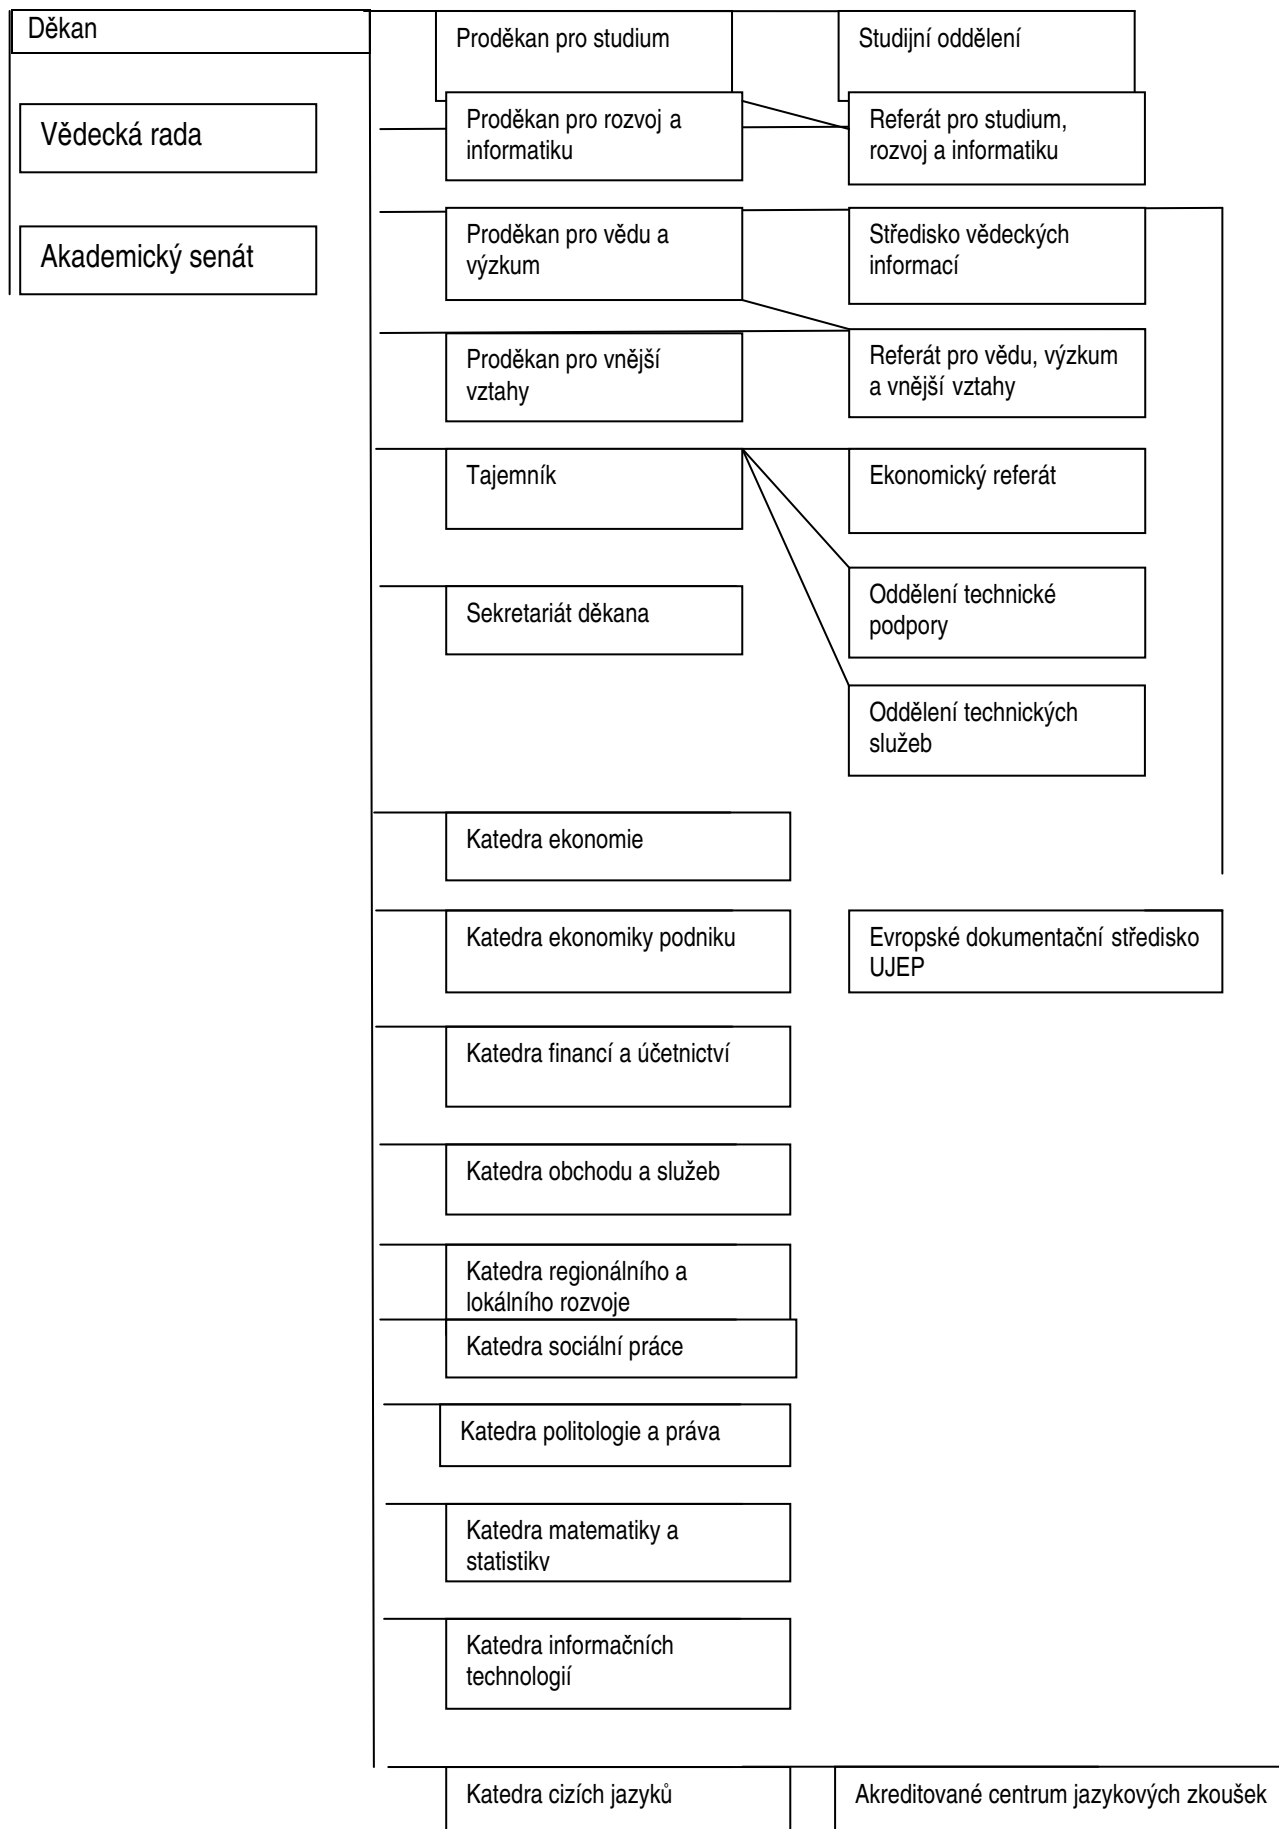 Děkan
Proděkan pro studium
Studijní oddělení
Vědecká rada
Proděkan pro rozvoj a
informatiku
Referát pro studium,
rozvoj a informatiku
Akademický senát
Proděkan pro vědu a
výzkum
Středisko vědeckých
informací
Proděkan pro vnější
vztahy
Referát pro vědu, výzkum
a vnější vztahy
Tajemník
Ekonomický referát
Sekretariát děkana
Oddělení technické
podpory
Oddělení technických
služeb
Katedra ekonomie
Katedra ekonomiky podniku
Evropské dokumentační středisko
UJEP
Katedra financí a účetnictví
Katedra obchodu a služeb
Katedra regionálního a
lokálního rozvoje
Katedra sociální práce
Katedra politologie a práva
Katedra matematiky a
statistiky
Katedra informačních
technologií
Katedra cizích jazyků
Akreditované centrum jazykových zkoušek